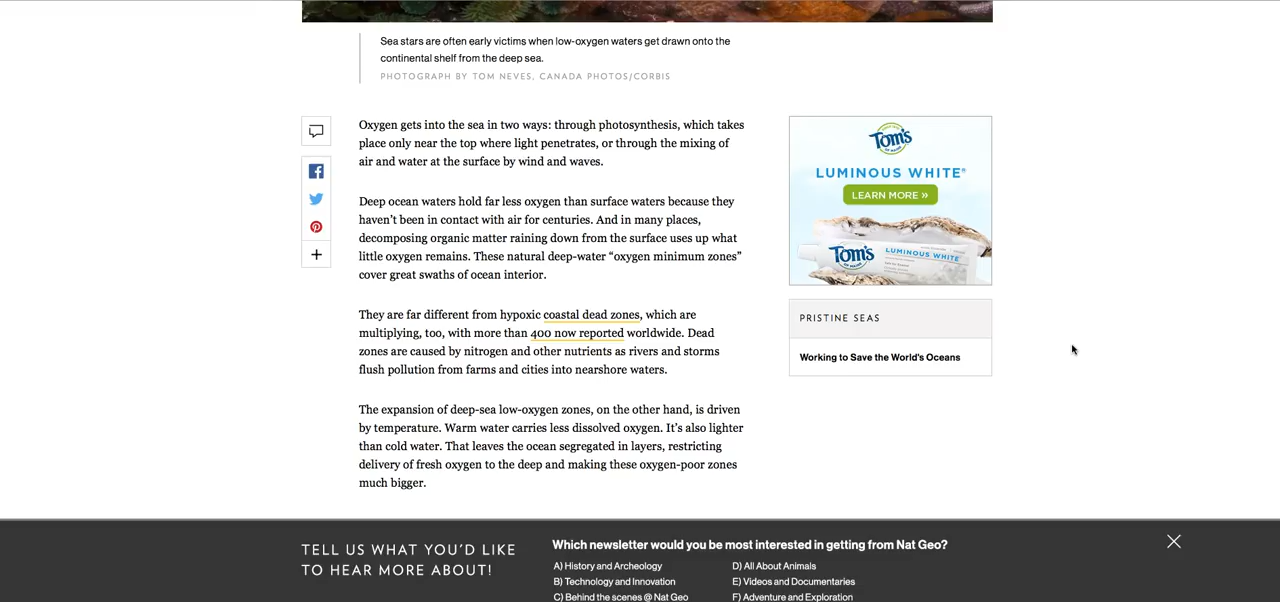 Sea stars are often early victims when low-oxygen waters get drawn onto the
continental shelf from the deep sea.
PHOTOGRAPH BY TOM NEVES, CANADA PHOTOS/CORBIS
Oxygen gets into the sea in two ways: through photosynthesis, which takes
place only near the top where light penetrates, or through the mixing of
air and water at the surface by wind and waves.
Deep ocean waters hold far less oxygen than surface waters because they
haven’t been in contact with air for centuries. And in many places,
decomposing organic matter raining down from the surface uses up what
little oxygen remains. These natural deep-water “oxygen minimum zones”
cover great swaths of ocean interior.
They are far different from hypoxic coastal dead zones, which are
multiplying, too, with more than 400 now reported worldwide. Dead
zones are caused by nitrogen and other nutrients as rivers and storms
flush pollution from farms and cities into nearshore waters.
The expansion of deep-sea low-oxygen zones, on the other hand, is driven
by temperature. Warm water carries less dissolved oxygen. It’s also lighter
than cold water. That leaves the ocean segregated in layers, restricting
delivery of fresh oxygen to the deep and making these oxygen-poor zones
much bigger.
Tom's
OF MAINE
LUMINOUS WHITE®
LEARN MORE »
Tom's
OF MAINE
LUMINOUS WHITE
PRISTINE SEAS
Working to Save the World's Oceans
TELL US WHAT YOU’D LIKE
TO HEAR MORE ABOUT!
Which newsletter would you be most interested in getting from Nat Geo?
A) History and Archeology
B) Technology and Innovation
C) Behind the scenes @ Nat Geo
D) All About Animals
E) Videos and Documentaries
F) Adventure and Exploration